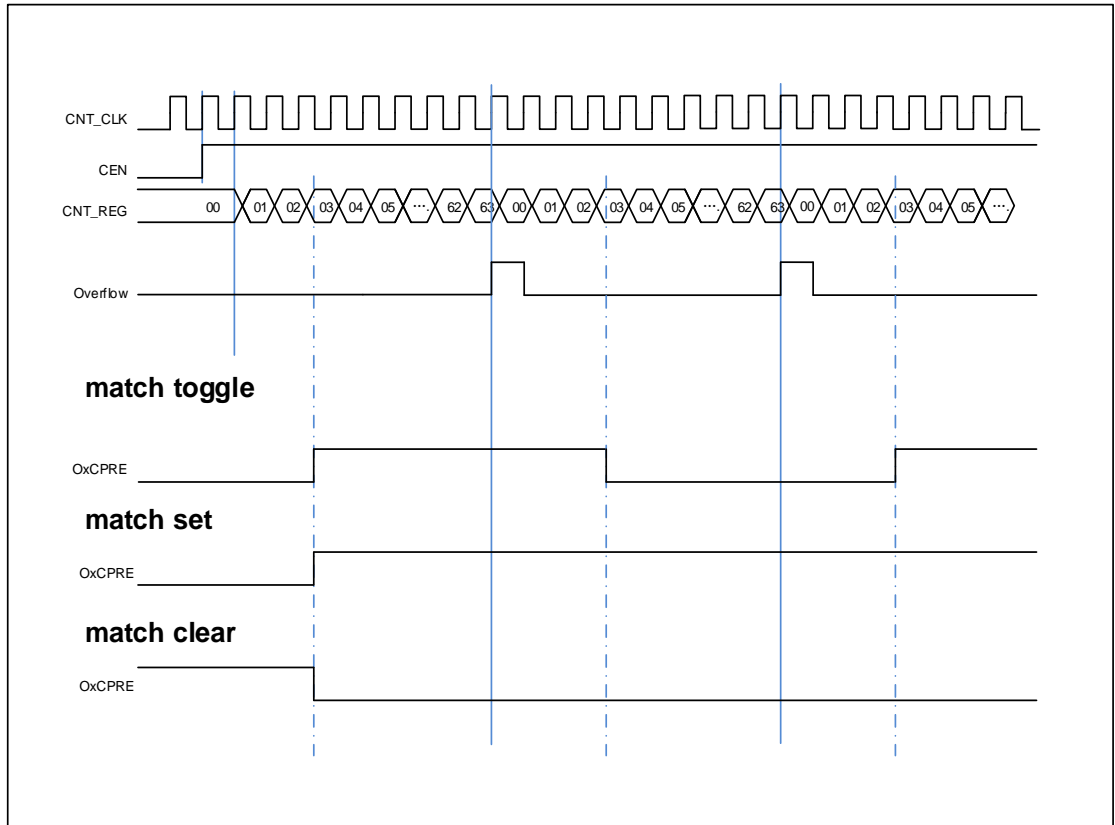 CNT_CLK
CEN
CNT_REG 00 01 02 03 04 05 ... 62 63 00 01 02 03 04 05 ... 62 63 00 01 02 03 04 05 ...
Overflow
match toggle
OxCPRE
match set
OxCPRE
match clear
OxCPRE